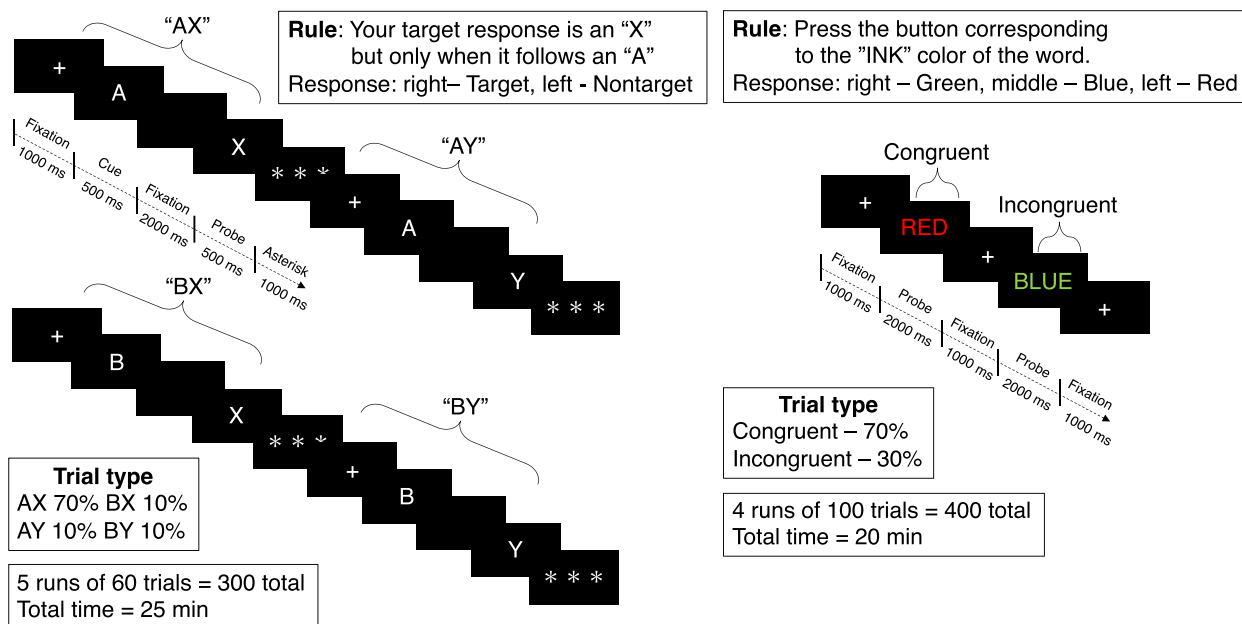 “AX”
Rule: Your target response is an “X”
but only when it follows an “A”
Response: right– Target, left - Nontarget
+
A
X
* * *
Fixation
1000 ms
Cue
500 ms
Fixation
2000 ms
Probe
500 ms
Asterisk
1000 ms
“AY”
+
A
Y
* * *
“BX”
+
B
X
* * *
“BY”
+
B
Y
* * *
Trial type
AX 70% BX 10%
AY 10% BY 10%
5 runs of 60 trials = 300 total
Total time = 25 min
Rule: Press the button corresponding
to the ”INK” color of the word.
Response: right – Green, middle – Blue, left – Red
Congruent
Incongruent
+
RED
+
BLUE
+
Fixation
1000 ms
Probe
2000 ms
Fixation
1000 ms
Probe
2000 ms
Fixation
1000 ms
Trial type
Congruent – 70%
Incongruent – 30%
4 runs of 100 trials = 400 total
Total time = 20 min